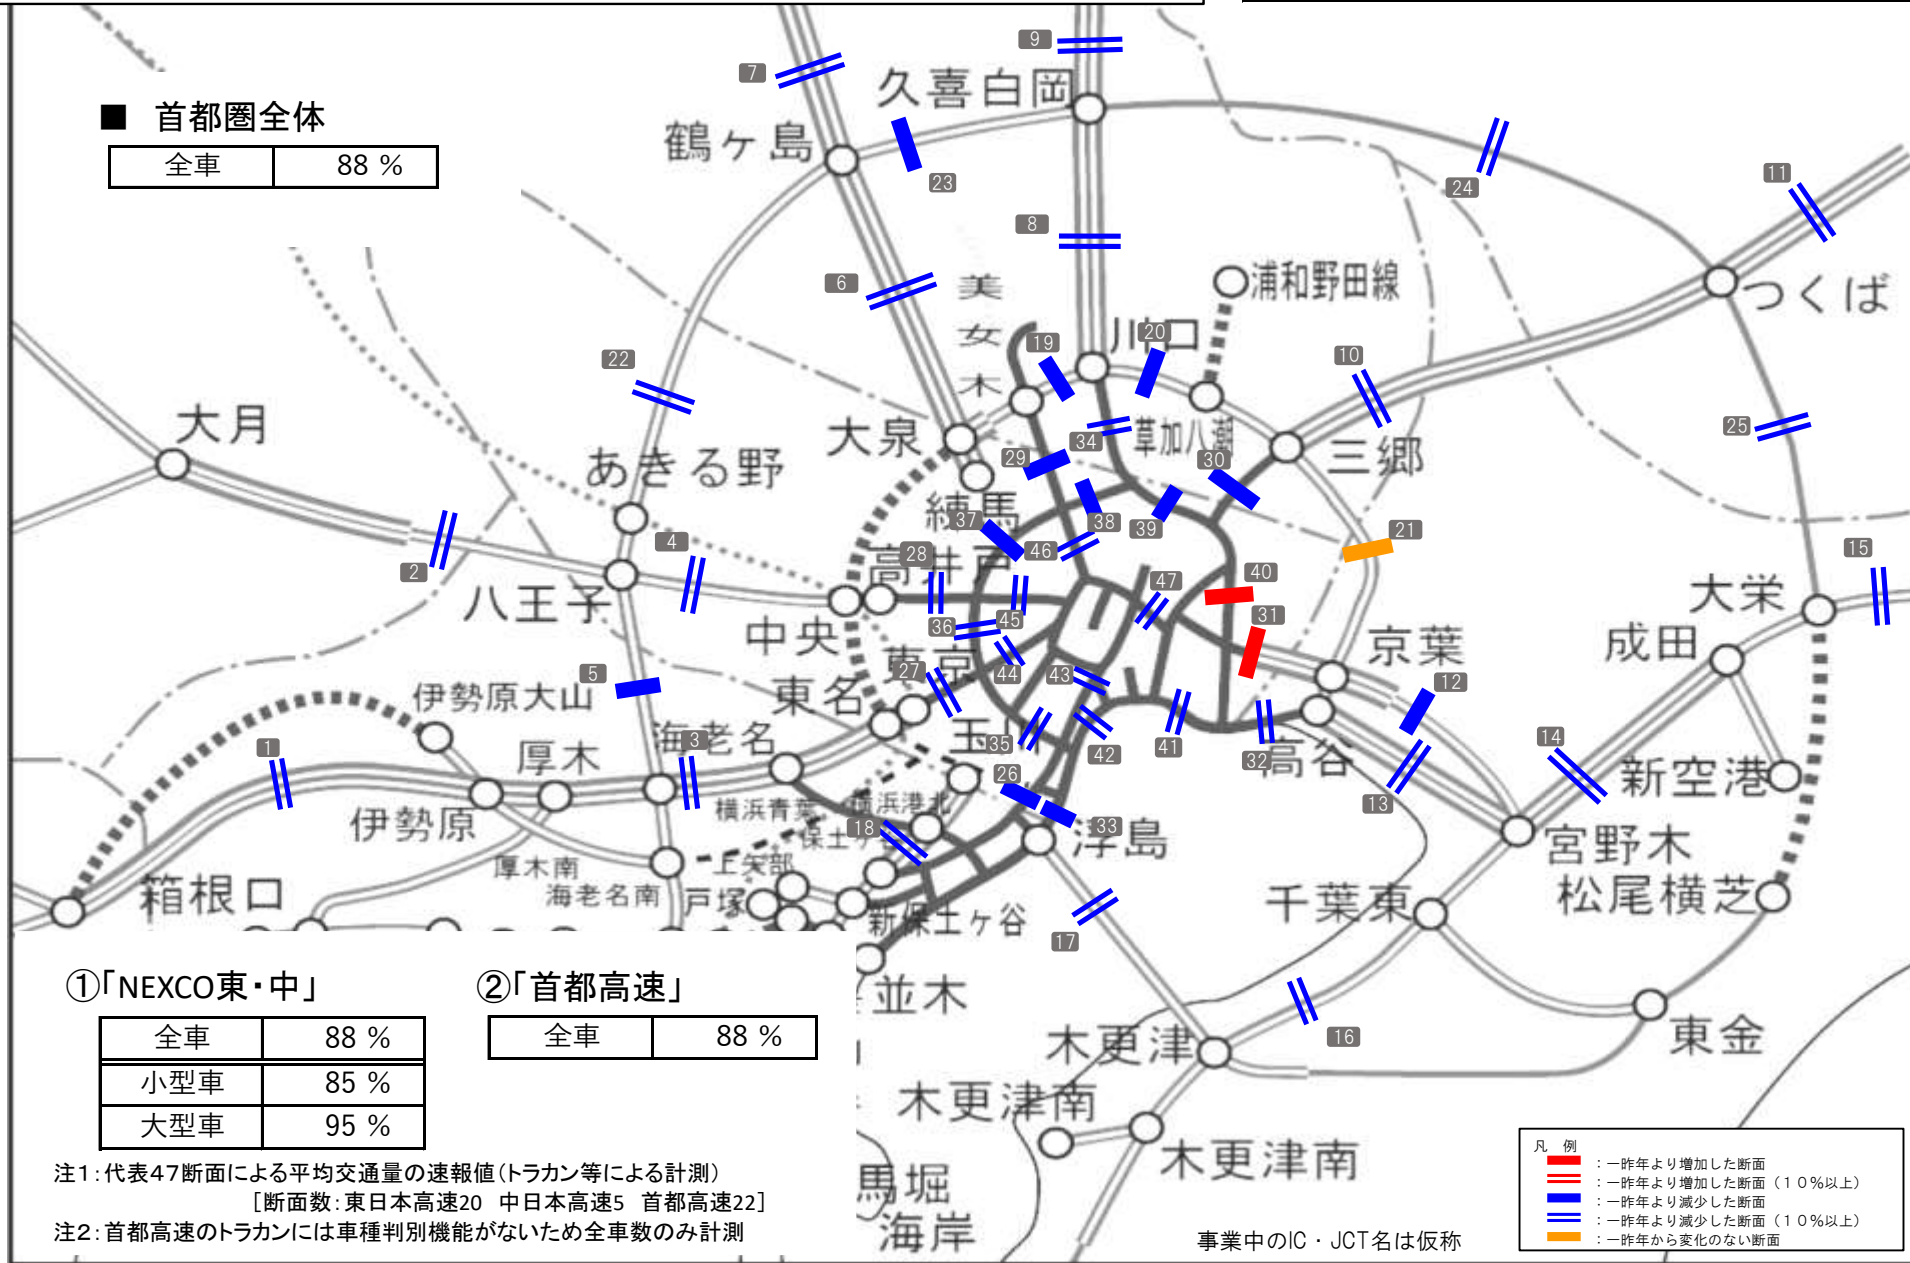 ■ 首都圏全体
全車 88 %
7
9
久喜白岡
鶴ヶ島
23
24
11
8
6
美女木
浦和野田線
つくば
22
19
川口
20
10
大月
あきる野
大泉
34
草加八潮
29
30
三郷
25
練馬
37
38
39
21
2
4
28
高井戸
46
47
40
15
八王子
中央
36
45
31
大栄
成田
京葉
5
伊勢原大山
27
東京
44
43
12
東名
1
厚木
海老名
3
玉川
35
42
41
32
高谷
14
新空港
26
13
伊勢原
横浜青葉
横浜港北
18
保土ヶ谷
33
浮島
宮野木
厚木南
上矢部
海老名南
戸塚
箱根口
新保土ヶ谷
千葉東
松尾横芝
17
並木
16
木更津
東金
木更津南
木更津南
馬堀
海岸
①「NEXCO東・中」
全車 88 %
小型車 85 %
大型車 95 %
②「首都高速」
全車 88 %
注1:代表47断面による平均交通量の速報値(トラカン等による計測)
[断面数:東日本高速20 中日本高速5 首都高速22]
注2:首都高速のトラカンには車種判別機能がないため全車数のみ計測
事業中のIC・JCT名は仮称
凡 例
:一昨年より増加した断面
:一昨年より増加した断面(10%以上)
:一昨年より減少した断面
:一昨年より減少した断面(10%以上)
:一昨年から変化のない断面